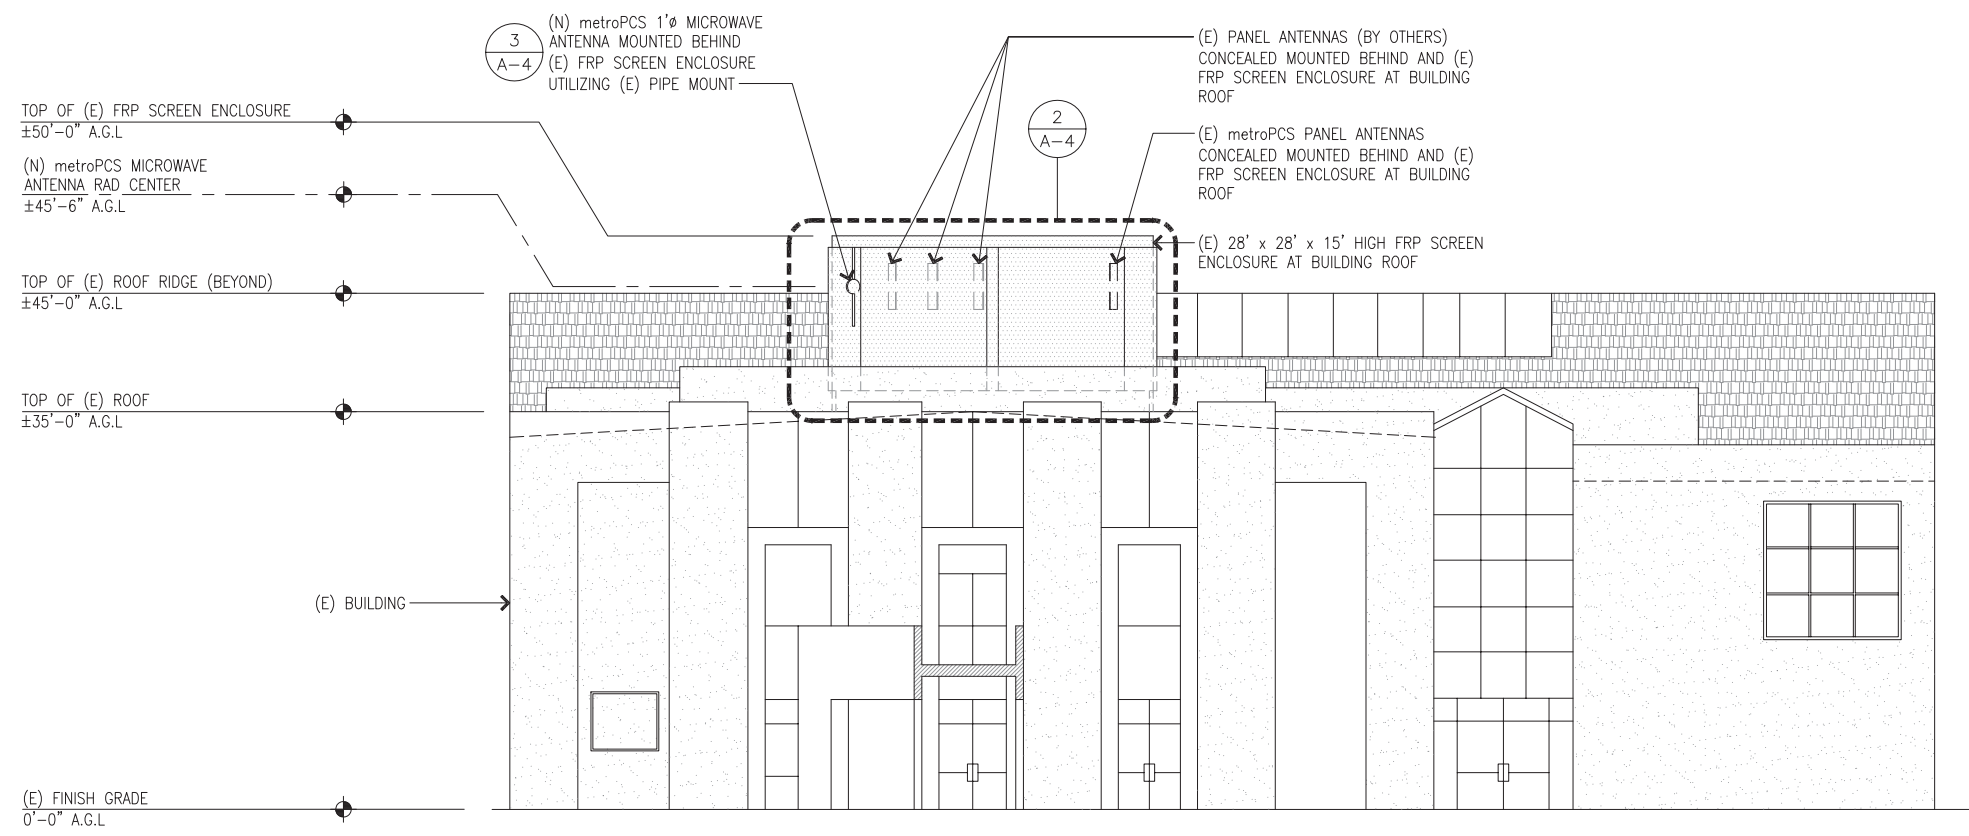 3
A-4
(N) metroPCS 1'ø MICROWAVE
ANTENNA MOUNTED BEHIND
(E) FRP SCREEN ENCLOSURE
UTILIZING (E) PIPE MOUNT
(E) PANEL ANTENNAS (BY OTHERS)
CONCEALED MOUNTED BEHIND AND (E)
FRP SCREEN ENCLOSURE AT BUILDING
ROOF
2
A-4
(E) metroPCS PANEL ANTENNAS
CONCEALED MOUNTED BEHIND AND (E)
FRP SCREEN ENCLOSURE AT BUILDING
ROOF
(E) 28' x 28' x 15' HIGH FRP SCREEN
ENCLOSURE AT BUILDING ROOF
TOP OF (E) FRP SCREEN ENCLOSURE
±50'-0" A.G.L
(N) metroPCS MICROWAVE
ANTENNA RAD CENTER
±45'-6" A.G.L
TOP OF (E) ROOF RIDGE (BEYOND)
±45'-0" A.G.L
TOP OF (E) ROOF
±35'-0" A.G.L
(E) BUILDING
(E) FINISH GRADE
0'-0" A.G.L